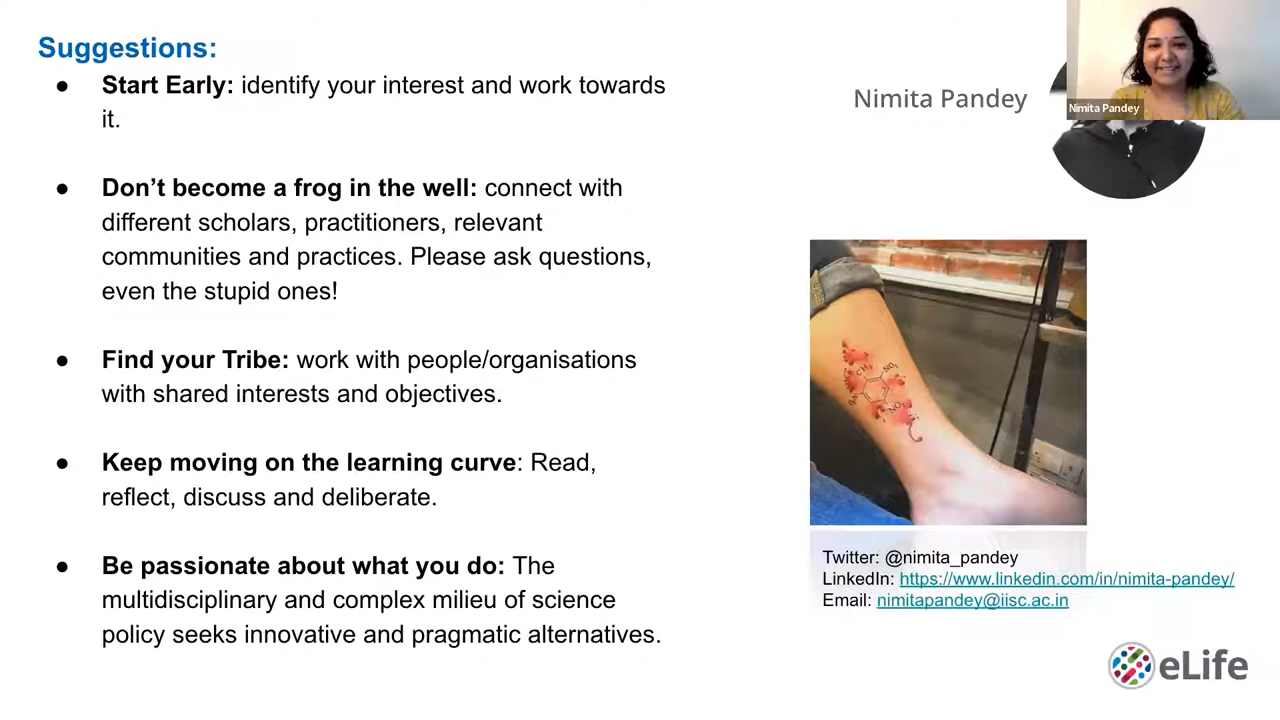 Suggestions:
● Start Early: identify your interest and work towards
it.
● Don’t become a frog in the well: connect with
different scholars, practitioners, relevant
communities and practices. Please ask questions,
even the stupid ones!
● Find your Tribe: work with people/organisations
with shared interests and objectives.
● Keep moving on the learning curve: Read,
reflect, discuss and deliberate.
● Be passionate about what you do: The
multidisciplinary and complex milieu of science
policy seeks innovative and pragmatic alternatives.
Nimita Pandey
Nimita Pandey
CH3
NO2
NO2
Twitter: @nimita_pandey
LinkedIn: https://www.linkedin.com/in/nimita-pandey/
Email: nimitapandey@iisc.ac.in
eLife